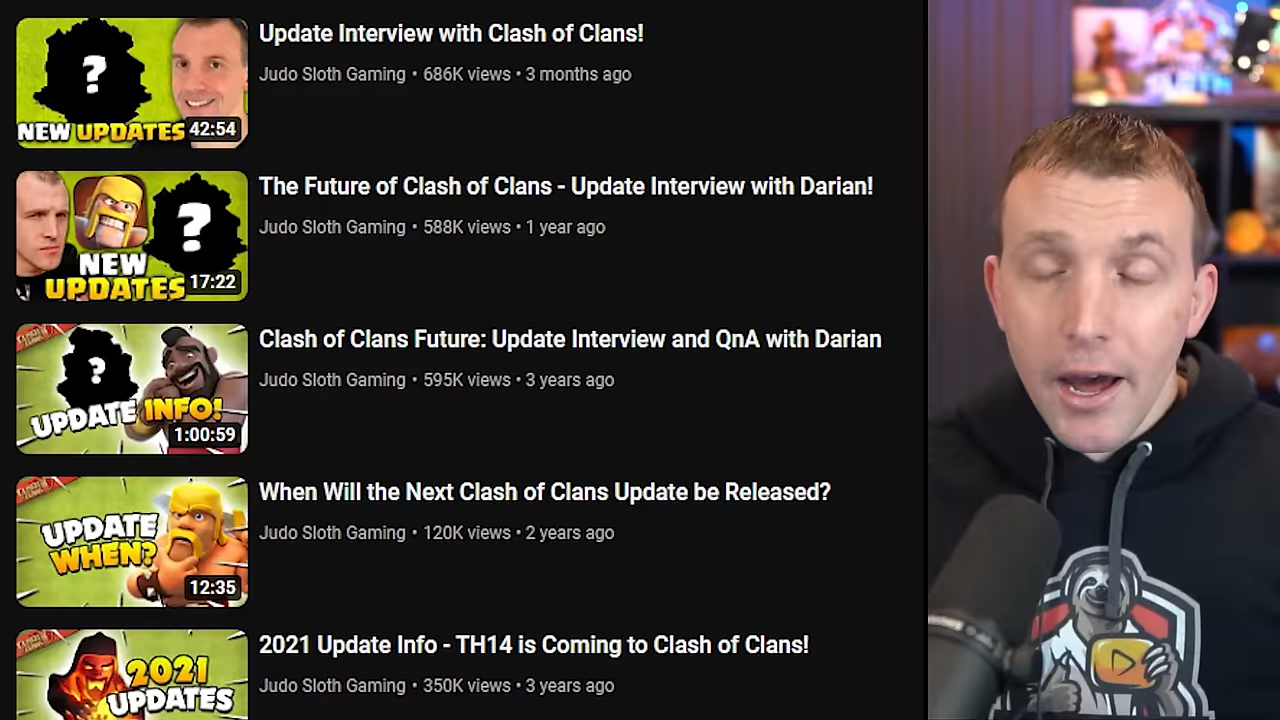 ?
NEW UPDATES
42:54
Update Interview with Clash of Clans!
Judo Sloth Gaming • 686K views • 3 months ago
?
NEW
UPDATES
17:22
The Future of Clash of Clans - Update Interview with Darian!
Judo Sloth Gaming • 588K views • 1 year ago
?
UPDATE INFO!
1:00:59
Clash of Clans Future: Update Interview and QnA with Darian
Judo Sloth Gaming • 595K views • 3 years ago
UPDATE
WHEN?
12:35
When Will the Next Clash of Clans Update be Released?
Judo Sloth Gaming • 120K views • 2 years ago
2021
UPDATES
2021 Update Info - TH14 is Coming to Clash of Clans!
Judo Sloth Gaming • 350K views • 3 years ago